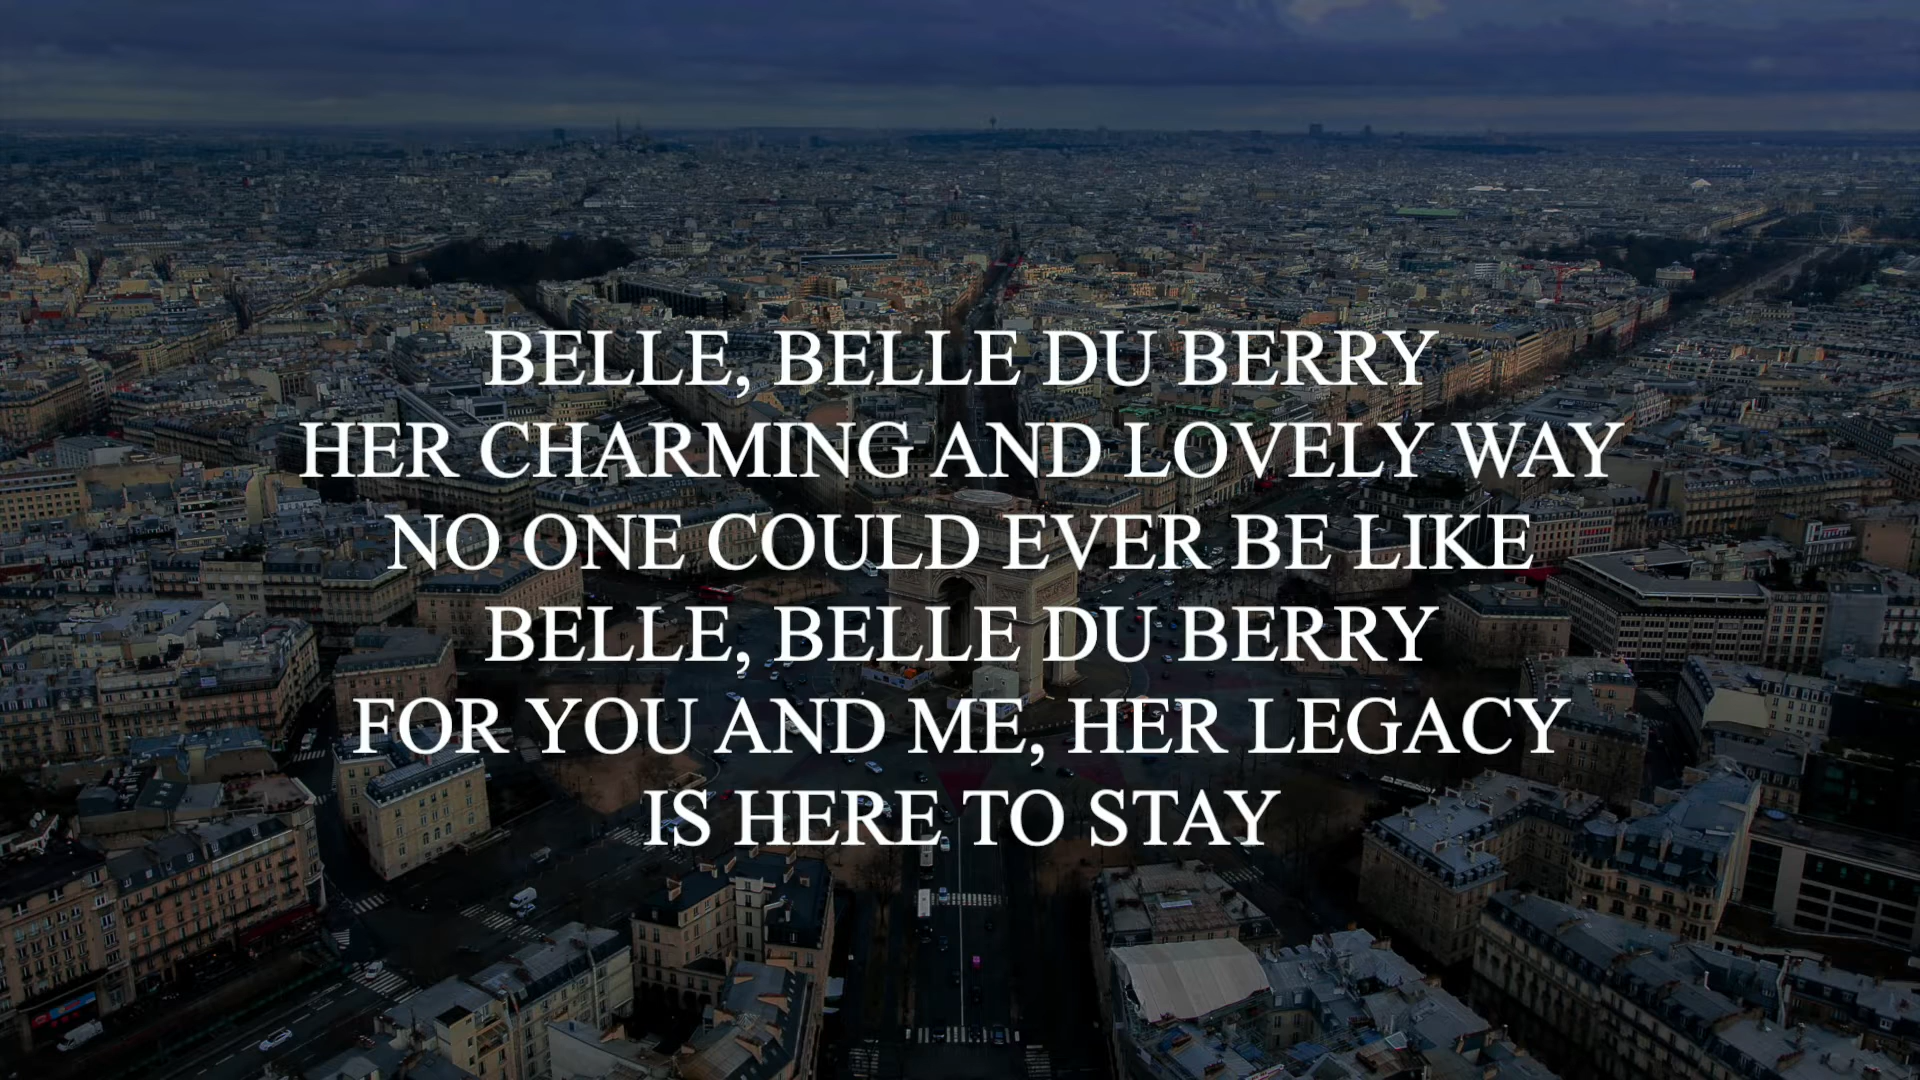 BELLE, BELLE DU BERRY
HER CHARMING AND LOVELY WAY
NO ONE COULD EVER BE LIKE
BELLE, BELLE DU BERRY
FOR YOU AND ME, HER LEGACY
IS HERE TO STAY